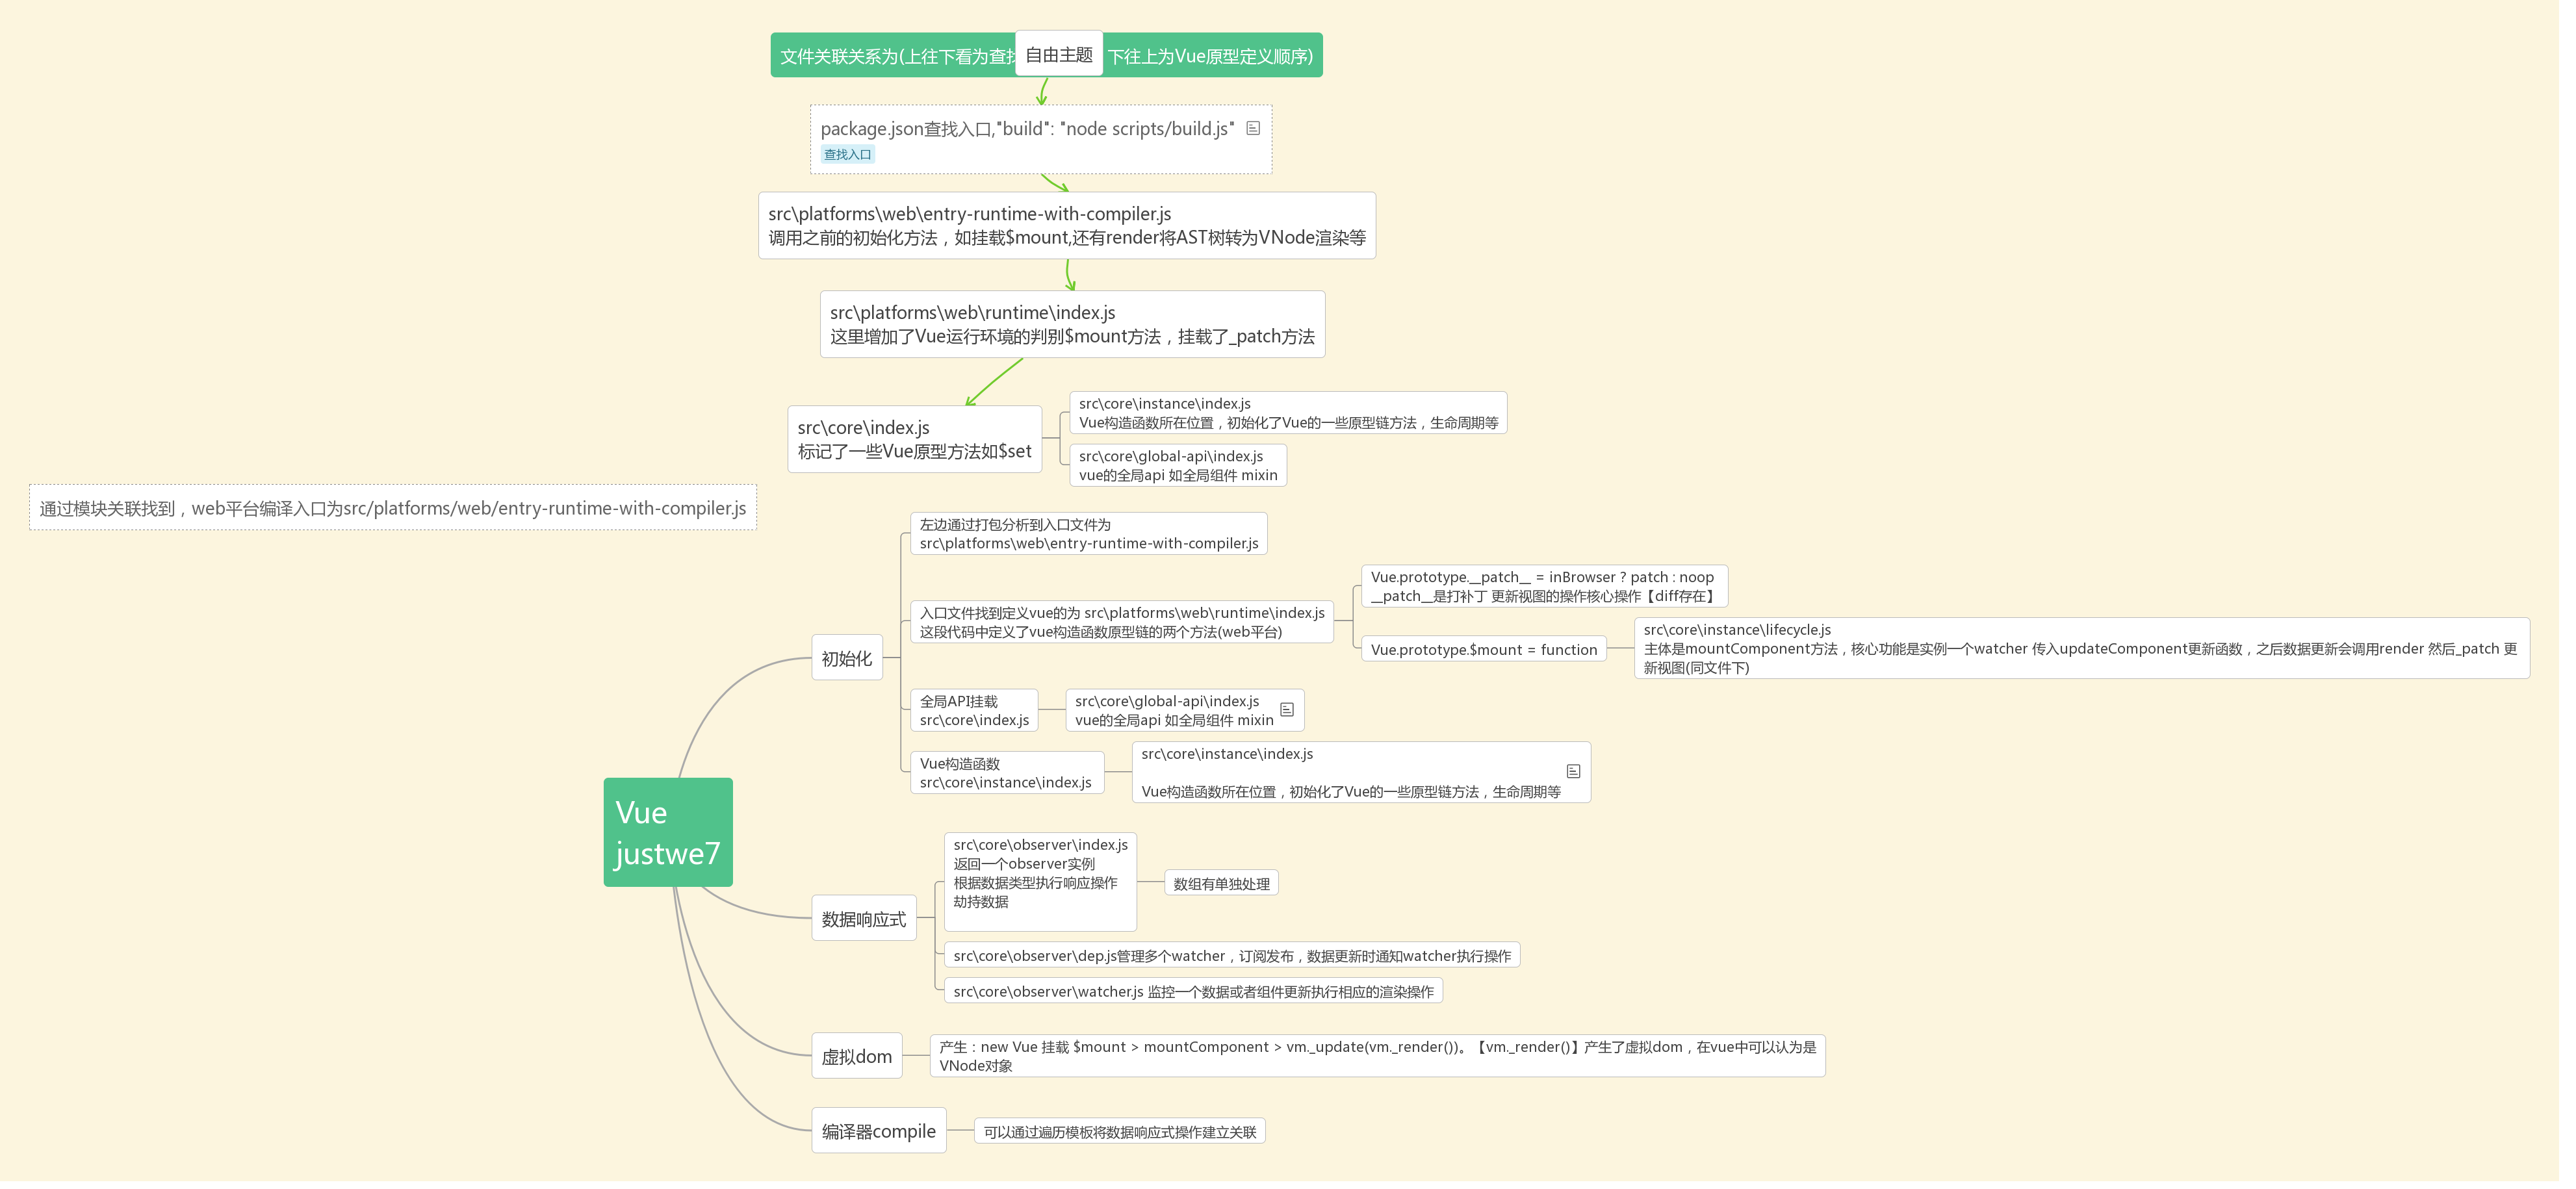 文件关联关系为(上往下看为查找
自由主题
下往上为Vue原型定义顺序)
package.json查找入口,"build": "node scripts/build.js"
查找入口
src\platforms\web\entry-runtime-with-compiler.js
调用之前的初始化方法，如挂载$mount,还有render将AST树转为VNode渲染等
src\platforms\web\runtime\index.js
这里增加了Vue运行环境的判别$mount方法，挂载了_patch方法
src\core\index.js
标记了一些Vue原型方法如$set
src\core\instance\index.js
Vue构造函数所在位置，初始化了Vue的一些原型链方法，生命周期等
src\core\global-api\index.js
vue的全局api 如全局组件 mixin
通过模块关联找到，web平台编译入口为src/platforms/web/entry-runtime-with-compiler.js
Vue
justwe7
初始化
左边通过打包分析到入口文件为
src\platforms\web\entry-runtime-with-compiler.js
入口文件找到定义vue的为 src\platforms\web\runtime\index.js
这段代码中定义了vue构造函数原型链的两个方法(web平台)
Vue.prototype.__patch__ = inBrowser ? patch : noop
__patch__是打补丁 更新视图的操作核心操作【diff存在】
Vue.prototype.$mount = function
src\core\instance\lifecycle.js
主体是mountComponent方法，核心功能是实例一个watcher 传入updateComponent更新函数，之后数据更新会调用render 然后_patch 更
新视图(同文件下)
全局API挂载
src\core\index.js
src\core\global-api\index.js
vue的全局api 如全局组件 mixin
Vue构造函数
src\core\instance\index.js
src\core\instance\index.js
Vue构造函数所在位置，初始化了Vue的一些原型链方法，生命周期等
数据响应式
src\core\observer\index.js
返回一个observer实例
根据数据类型执行响应操作
劫持数据
数组有单独处理
src\core\observer\dep.js管理多个watcher，订阅发布，数据更新时通知watcher执行操作
src\core\observer\watcher.js 监控一个数据或者组件更新执行相应的渲染操作
虚拟dom
产生：new Vue 挂载 $mount > mountComponent > vm._update(vm._render())。【vm._render()】产生了虚拟dom，在vue中可以认为是
VNode对象
编译器compile
可以通过遍历模板将数据响应式操作建立关联